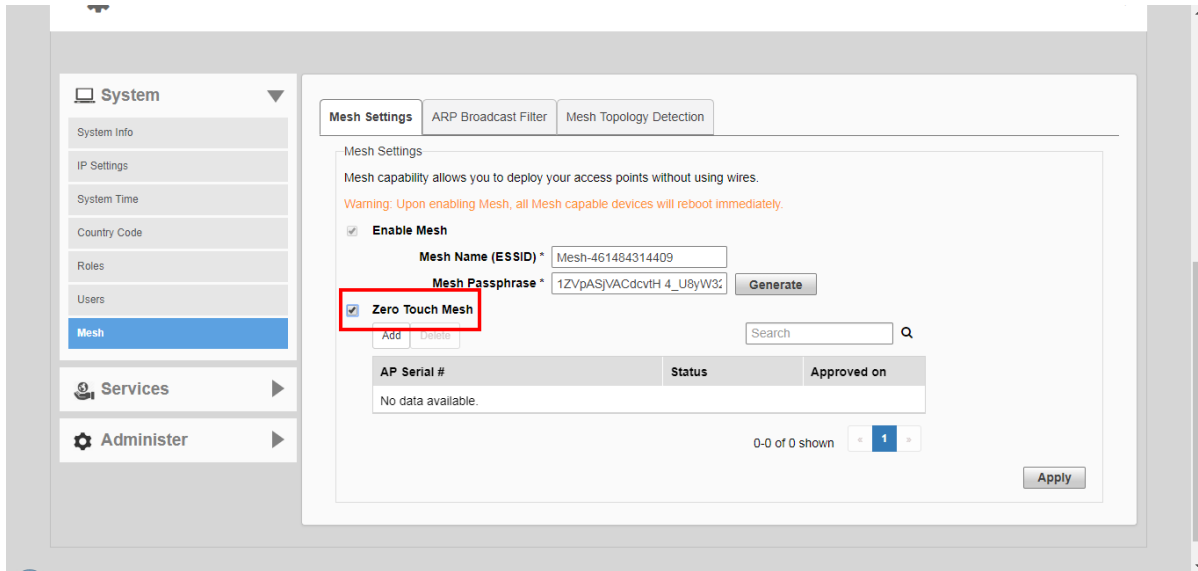 System
System Info
IP Settings
System Time
Country Code
Roles
Users
Mesh
Services
Administer
Mesh Settings ARP Broadcast Filter Mesh Topology Detection
Mesh Settings
Mesh capability allows you to deploy your access points without using wires.
Warning: Upon enabling Mesh, all Mesh capable devices will reboot immediately.
Enable Mesh
Mesh Name (ESSID) * Mesh-461484314409
Mesh Passphrase * 1ZVpASjVACdcvtH 4_U8yW32 Generate
Zero Touch Mesh
Add Delete Search
AP Serial # Status Approved on
No data available.
0-0 of 0 shown « 1 »
Apply